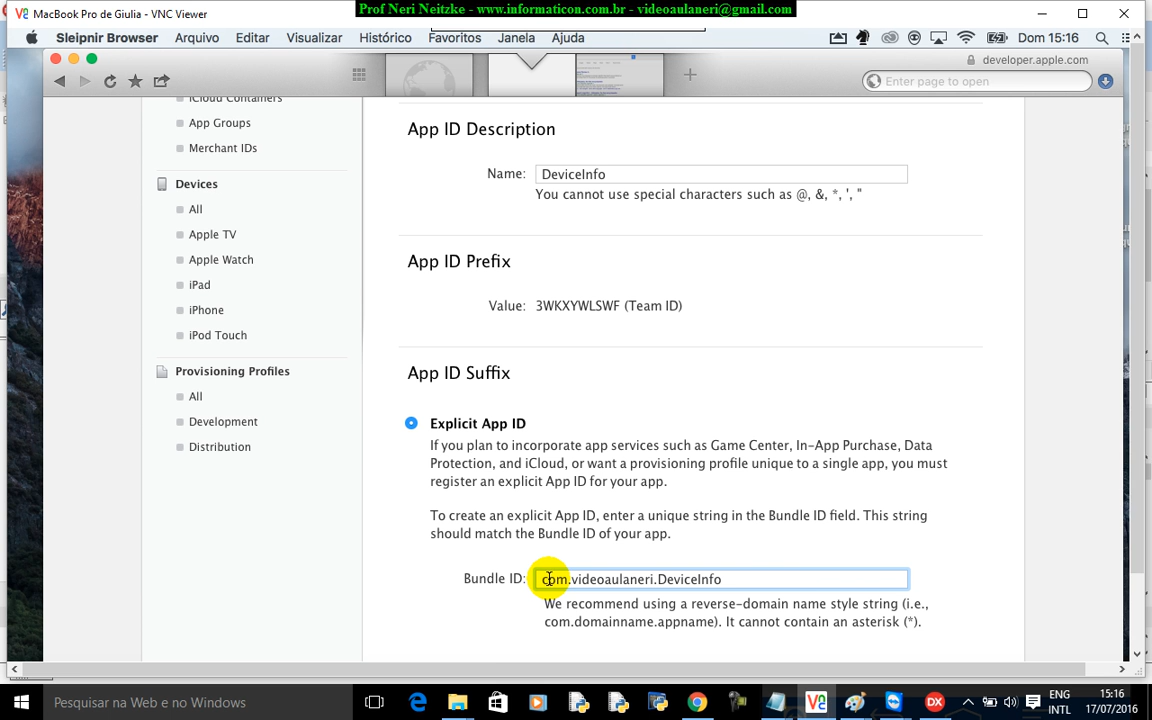 Prof Neri Neitzke - www.informaticon.com.br - videoaulaneri@gmail.com
MacBook Pro de Giulia - VNC Viewer
Sleipnir Browser Arquivo Editar Visualizar Histórico Favoritos Janela Ajuda Dom 15:16
developer.apple.com
Enter page to open
iCloud Containers
App Groups
Merchant IDs
Devices
All
Apple TV
Apple Watch
iPad
iPhone
iPod Touch
Provisioning Profiles
All
Development
Distribution
App ID Description
Name: DeviceInfo
You cannot use special characters such as @, &, *, ', "
App ID Prefix
Value: 3WKXYWLSWF (Team ID)
App ID Suffix
Explicit App ID
If you plan to incorporate app services such as Game Center, In-App Purchase, Data
Protection, and iCloud, or want a provisioning profile unique to a single app, you must
register an explicit App ID for your app.
To create an explicit App ID, enter a unique string in the Bundle ID field. This string
should match the Bundle ID of your app.
Bundle ID: com.videoaulaneri.DeviceInfo
We recommend using a reverse-domain name style string (i.e.,
com.domainname.appname). It cannot contain an asterisk (*).
Pesquisar na Web e no Windows
ENG 15:16
INTL 17/07/2016